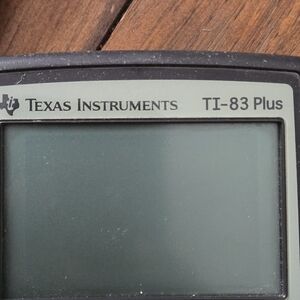 TEXAS INSTRUMENTS TI-83 Plus